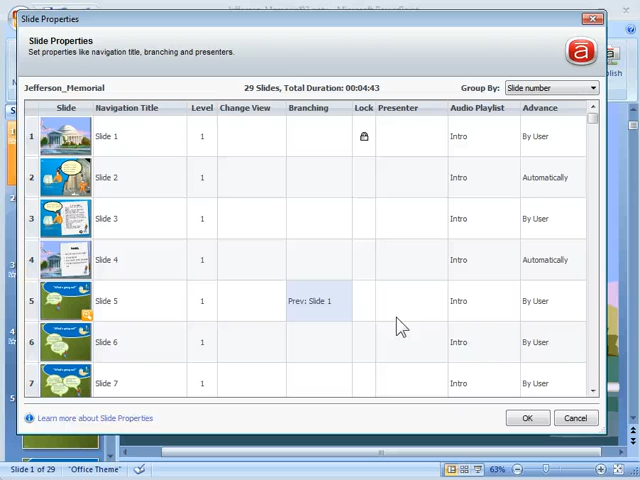 Slide Properties
Slide Properties
Set properties like navigation title, branching and presenters.
Jefferson_Memorial 29 Slides, Total Duration: 00:04:43 Group By: Slide number
Slide Navigation Title Level Change View Branching Lock Presenter Audio Playlist Advance
1 Slide 1 1 Intro By User
2 Slide 2 1 Intro Automatically
3 Slide 3 1 Intro By User
4 Slide 4 1 Intro Automatically
5 Slide 5 1 Prev: Slide 1 Intro By User
6 Slide 6 1 Intro By User
7 Slide 7 1 Intro By User
Learn more about Slide Properties
OK Cancel
Slide 1 of 29 "Office Theme" 63%